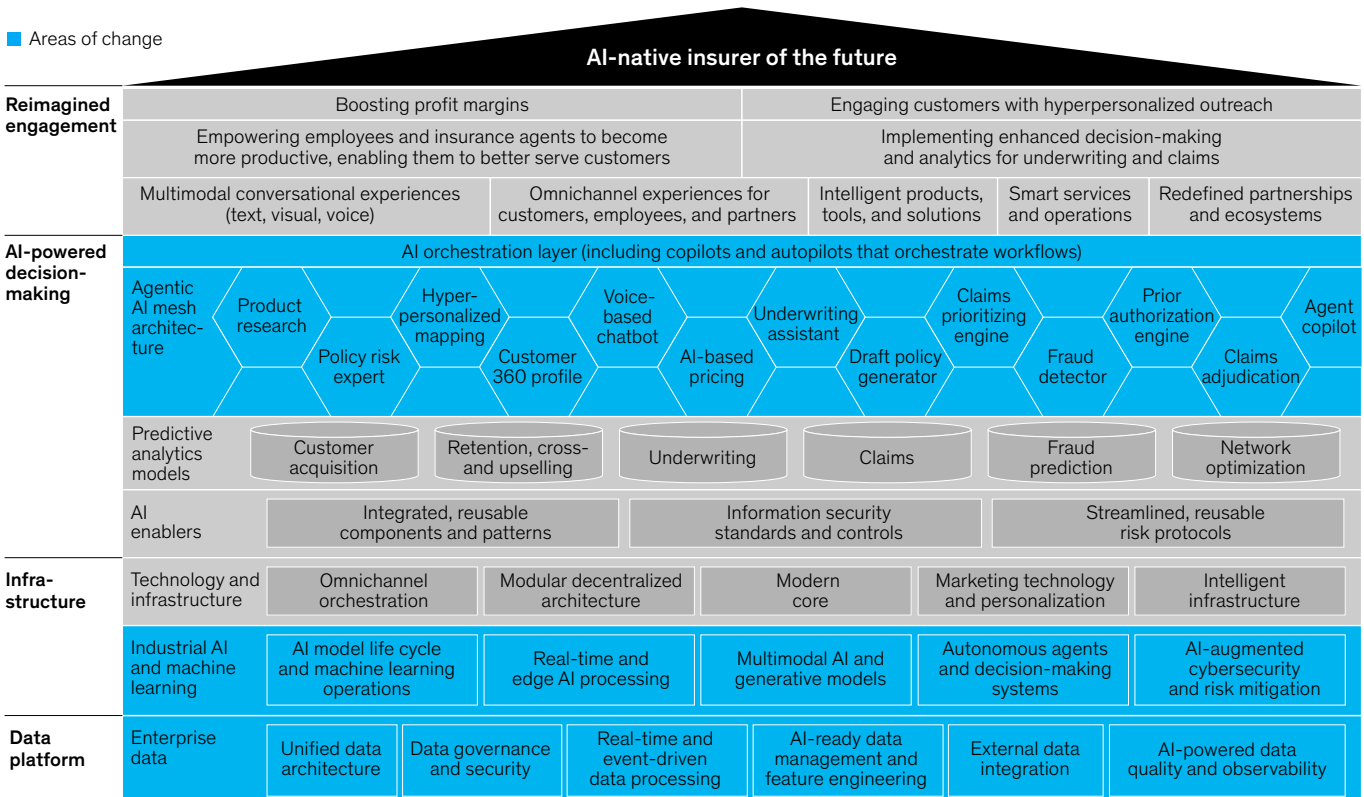 Areas of change
AI-native insurer of the future
Reimagined
engagement
Boosting profit margins
Engaging customers with hyperpersonalized outreach
Empowering employees and insurance agents to become
more productive, enabling them to better serve customers
Implementing enhanced decision-making
and analytics for underwriting and claims
Multimodal conversational experiences
(text, visual, voice)
Omnichannel experiences for
customers, employees, and partners
Intelligent products,
tools, and solutions
Smart services
and operations
Redefined partnerships
and ecosystems
AI-powered
decision-
making
AI orchestration layer (including copilots and autopilots that orchestrate workflows)
Agentic
AI mesh
architec-
ture
Product
research
Policy risk
expert
Hyper-
personalized
mapping
Customer
360 profile
Voice-
based
chatbot
AI-based
pricing
Underwriting
assistant
Draft policy
generator
Claims
prioritizing
engine
Fraud
detector
Prior
authorization
engine
Claims
adjudication
Agent
copilot
Predictive
analytics
models
Customer
acquisition
Retention, cross-
and upselling
Underwriting
Claims
Fraud
prediction
Network
optimization
AI
enablers
Integrated, reusable
components and patterns
Information security
standards and controls
Streamlined, reusable
risk protocols
Infra-
structure
Technology and
infrastructure
Omnichannel
orchestration
Modular decentralized
architecture
Modern
core
Marketing technology
and personalization
Intelligent
infrastructure
Industrial AI
and machine
learning
AI model life cycle
and machine learning
operations
Real-time and
edge AI processing
Multimodal AI and
generative models
Autonomous agents
and decision-making
systems
AI-augmented
cybersecurity
and risk mitigation
Data
platform
Enterprise
data
Unified data
architecture
Data governance
and security
Real-time and
event-driven
data processing
AI-ready data
management and
feature engineering
External data
integration
AI-powered data
quality and observability